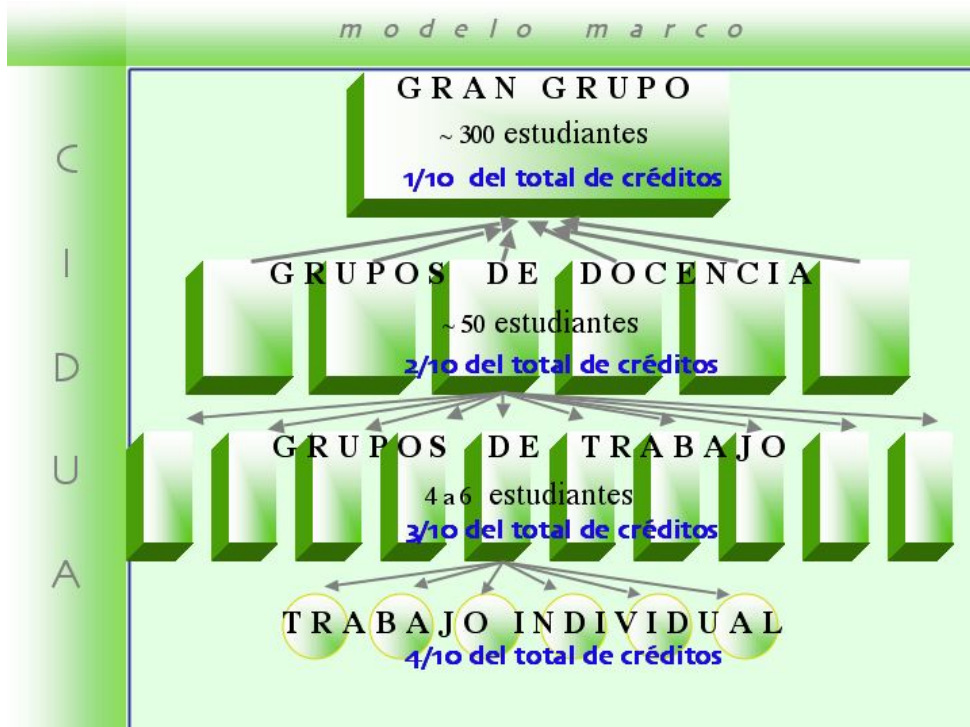 modelo marco
CIDUA
GRAN GRUPO
~ 300 estudiantes
1/10 del total de créditos
GRUPOS DE DOCENCIA
~ 50 estudiantes
2/10 del total de créditos
GRUPOS DE TRABAJO
4 a 6 estudiantes
3/10 del total de créditos
TRABAJO INDIVIDUAL
4/10 del total de créditos